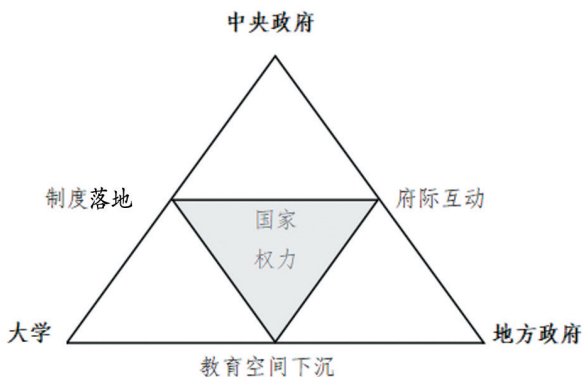 中央政府
制度落地
府际互动
国家
权力
大学
地方政府
教育空间下沉